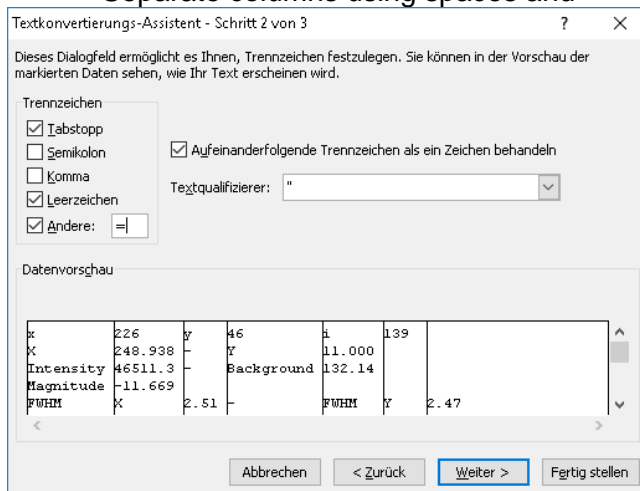 Separate columns using spaces and
Textkonvertierungs-Assistent - Schritt 2 von 3 ? ×
Dieses Dialogfeld ermöglicht es Ihnen, Trennzeichen festzulegen. Sie können in der Vorschau der
markierten Daten sehen, wie Ihr Text erscheinen wird.
Trennzeichen
Tabstopp
Semikolon
Komma
Leerzeichen
Andere: =
Aufeinanderfolgende Trennzeichen als ein Zeichen behandeln
Textqualifizierer: "
Datenvorschau
x 226 y 46 i 139
X 248.938 - Y 11.000
Intensity 46511.3 - Background 132.14
Magnitude -11.669
FWHM X 2.51 - FWHM Y 2.47
Abbrechen < Zurück Weiter > Fertig stellen